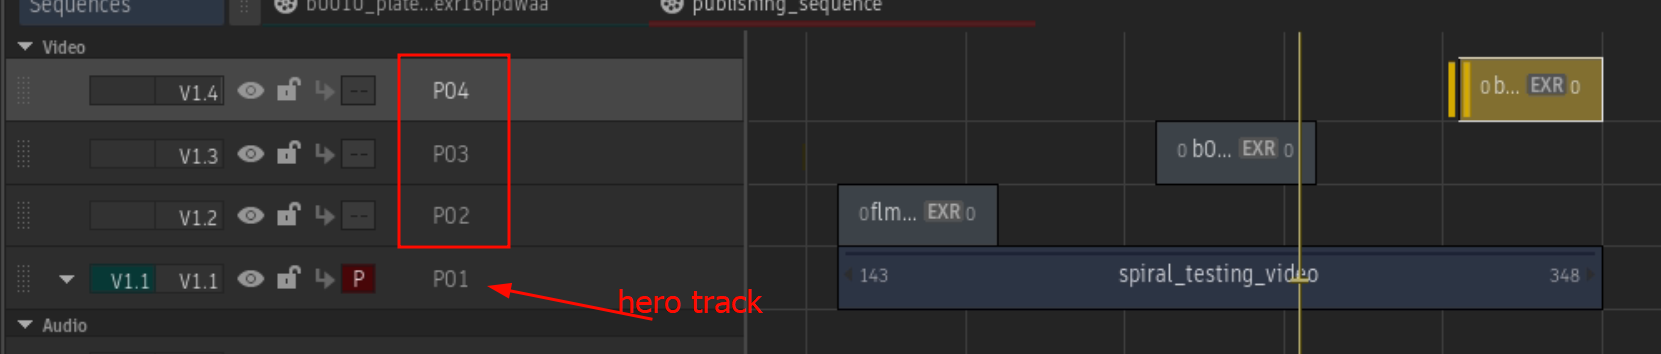 Sequences
b0010_plate...exr16fpdwaa
publishing_sequence
Video
V1.4 -- P04
0 b... EXR 0
V1.3 -- P03
0 b0... EXR 0
V1.2 -- P02
0 flm... EXR 0
V1.1 V1.1 P P01
143 spiral_testing_video 348
hero track
Audio